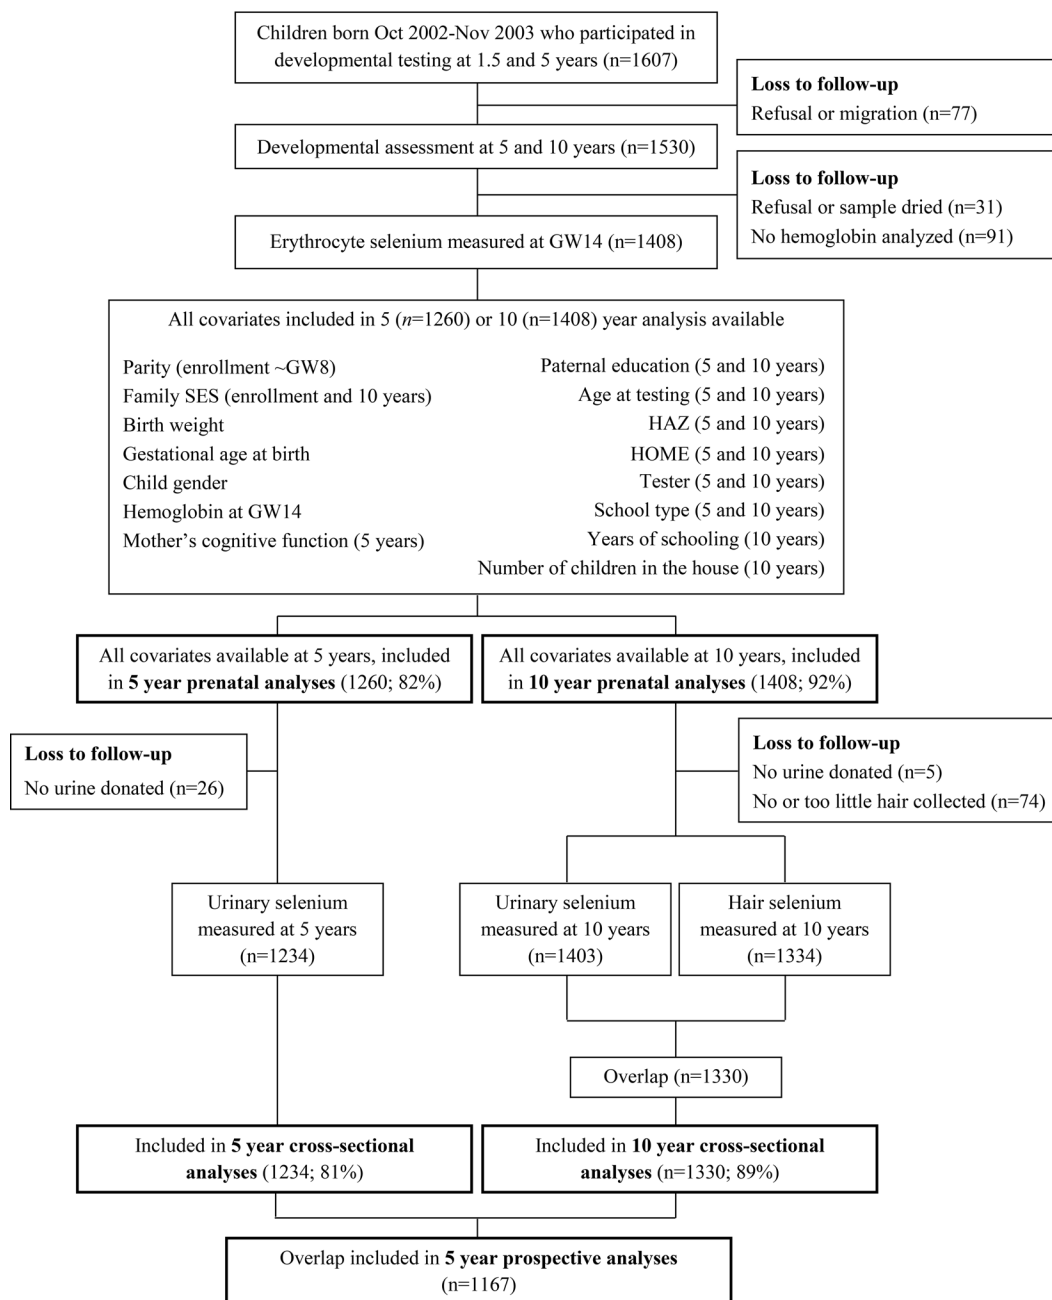 Children born Oct 2002-Nov 2003 who participated in
developmental testing at 1.5 and 5 years (n=1607)
Loss to follow-up
Refusal or migration (n=77)
Developmental assessment at 5 and 10 years (n=1530)
Loss to follow-up
Refusal or sample dried (n=31)
No hemoglobin analyzed (n=91)
Erythrocyte selenium measured at GW14 (n=1408)
All covariates included in 5 (n=1260) or 10 (n=1408) year analysis available
Parity (enrollment ~GW8)
Family SES (enrollment and 10 years)
Birth weight
Gestational age at birth
Child gender
Hemoglobin at GW14
Mother’s cognitive function (5 years)
Paternal education (5 and 10 years)
Age at testing (5 and 10 years)
HAZ (5 and 10 years)
HOME (5 and 10 years)
Tester (5 and 10 years)
School type (5 and 10 years)
Years of schooling (10 years)
Number of children in the house (10 years)
All covariates available at 5 years, included
in 5 year prenatal analyses (1260; 82%)
All covariates available at 10 years, included
in 10 year prenatal analyses (1408; 92%)
Loss to follow-up
No urine donated (n=26)
Loss to follow-up
No urine donated (n=5)
No or too little hair collected (n=74)
Urinary selenium
measured at 5 years
(n=1234)
Urinary selenium
measured at 10 years
(n=1403)
Hair selenium
measured at 10 years
(n=1334)
Overlap (n=1330)
Included in 5 year cross-sectional
analyses (1234; 81%)
Included in 10 year cross-sectional
analyses (n=1330; 89%)
Overlap included in 5 year prospective analyses
(n=1167)